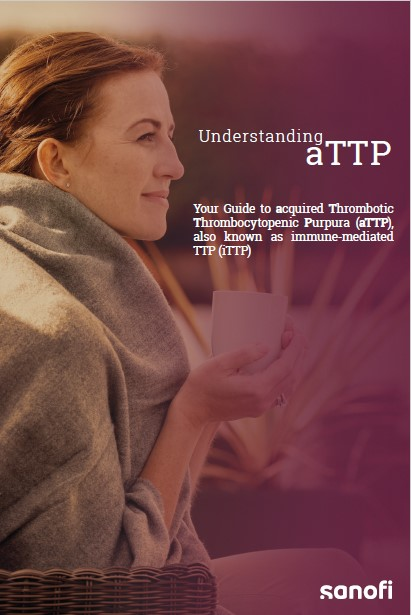 Understanding
aTTP
Your Guide to acquired Thrombotic
Thrombocytopenic Purpura (aTTP),
also known as immune-mediated
TTP (iTTP)
sanofi